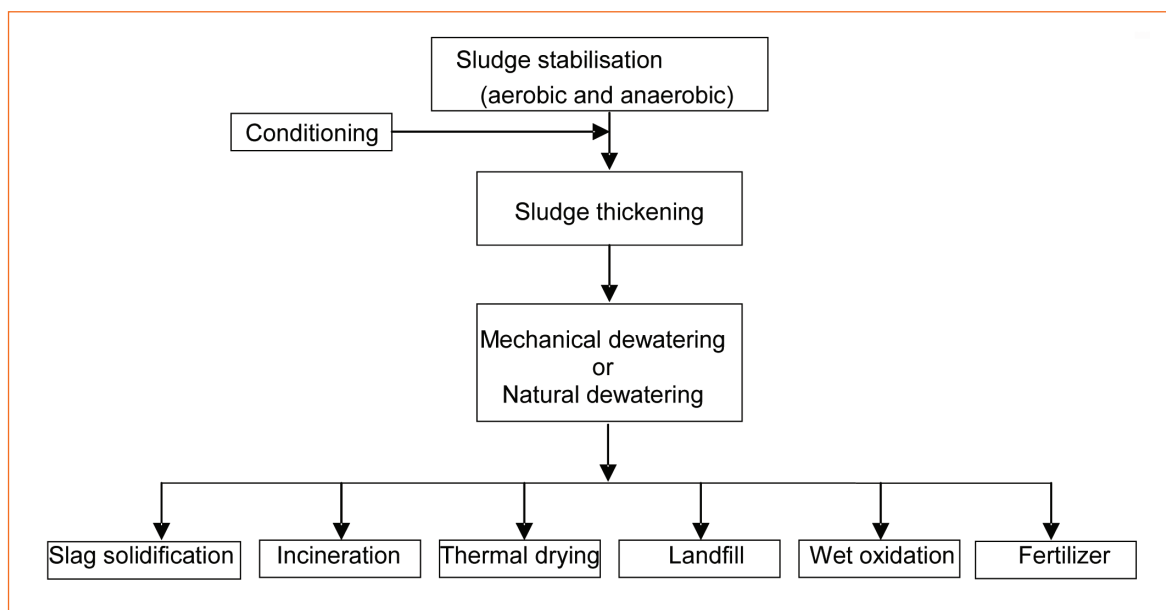 Sludge stabilisation
(aerobic and anaerobic)
Conditioning
Sludge thickening
Mechanical dewatering
or
Natural dewatering
Slag solidification
Incineration
Thermal drying
Landfill
Wet oxidation
Fertilizer